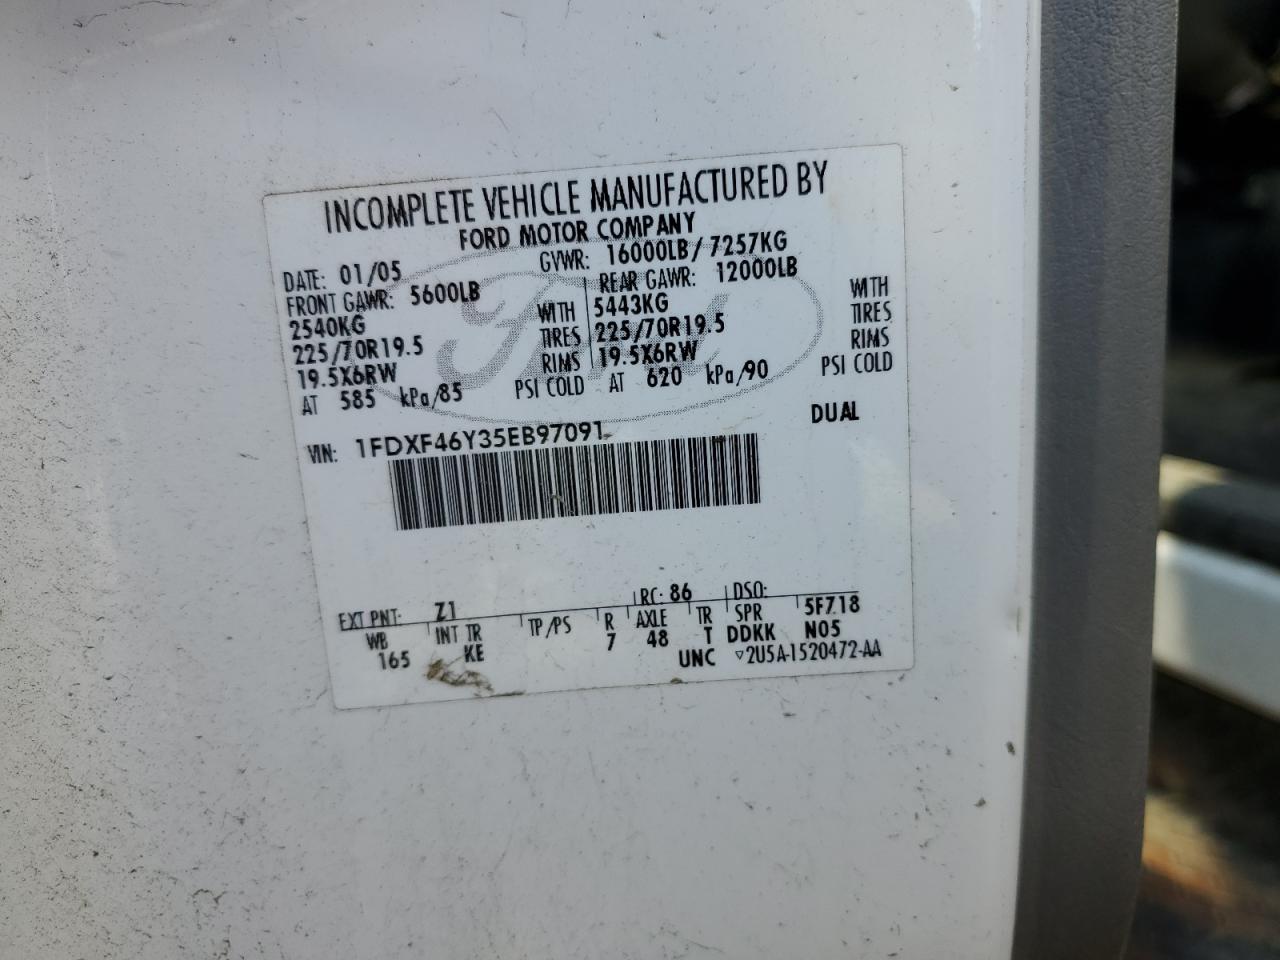 INCOMPLETE VEHICLE MANUFACTURED BY
FORD MOTOR COMPANY
DATE: 01/05 GVWR: 16000LB/ 7257KG
FRONT GAWR: 5600LB REAR GAWR: 12000LB
2540KG WITH 5443KG WITH
225/70R19.5 TIRES 225/70R19.5 TIRES
19.5X6RW RIMS 19.5X6RW RIMS
AT 585 kPa/85 PSI COLD AT 620 kPa/90 PSI COLD
DUAL
VIN: 1FDXF46Y35EB97091
EXT PNT: Z1 RC: 86 DSO:
WB INT TR TP/PS R AXLE TR SPR 5F718
165 KE 7 48 T DDKK N05
UNC ▽2U5A-1520472-AA
Ford